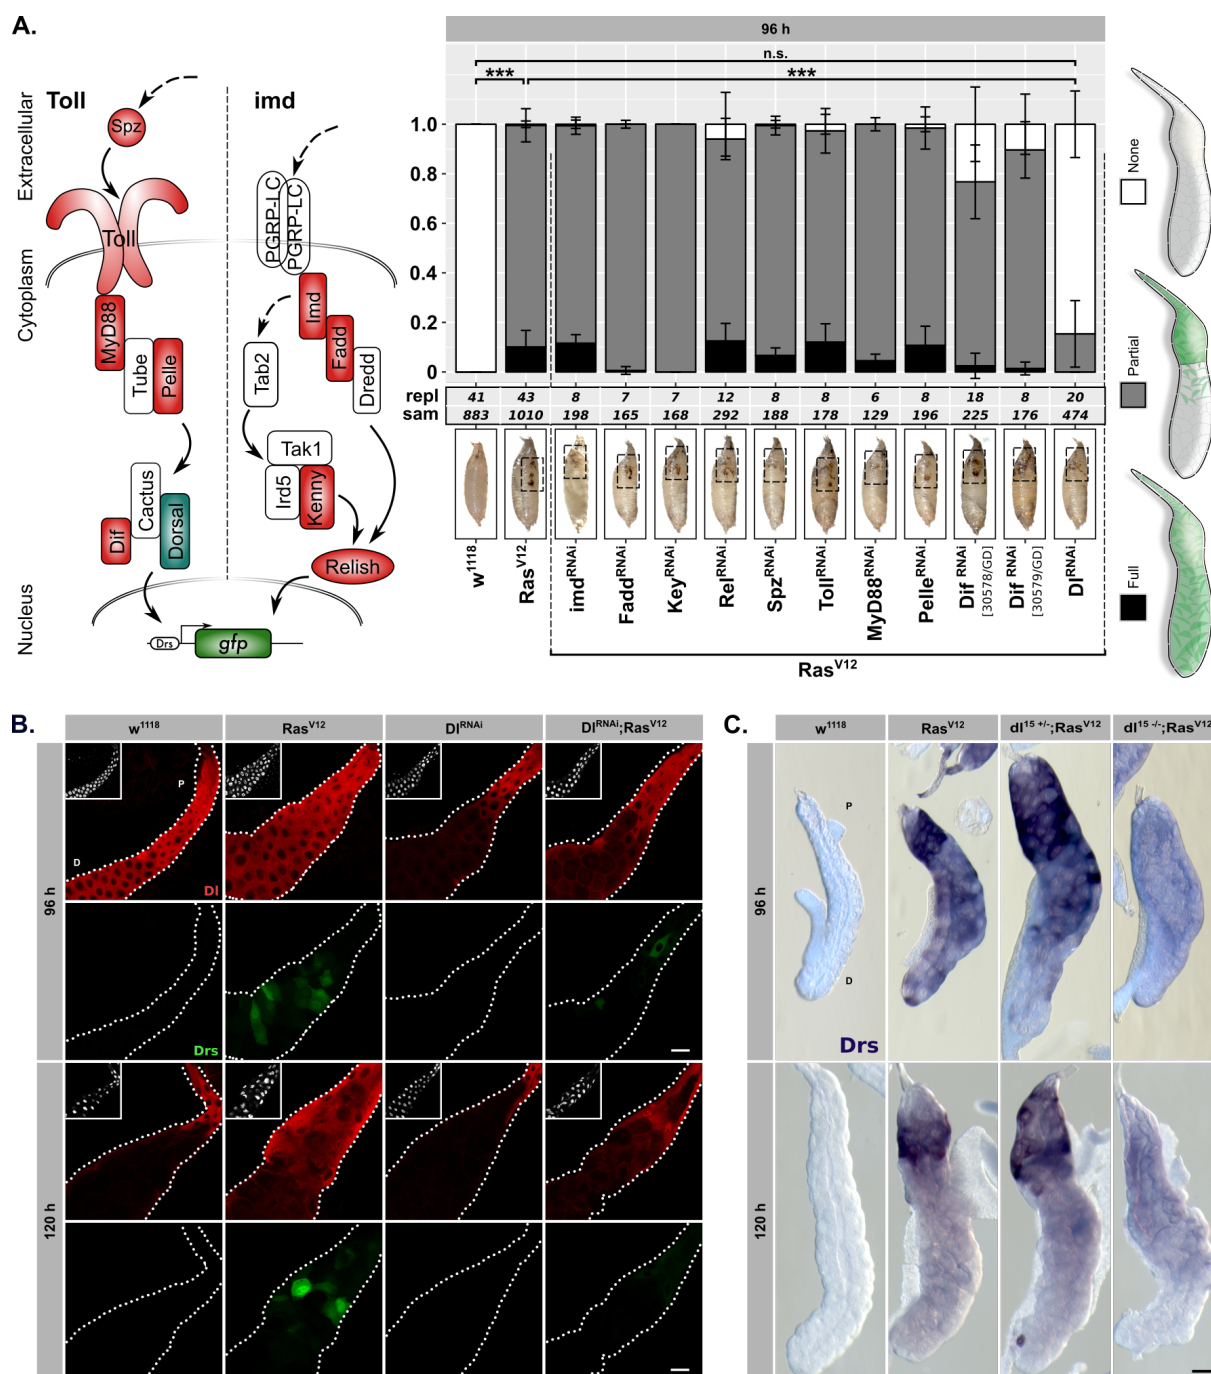 A.
96 h
n.s.
***
***
Toll
imd
Extracellular
Cytoplasm
Nucleus
Spz
Toll
MyD88
Tube
Pelle
Cactus
Dif
Dorsal
PGRP-LC
PGRP-LC
Imd
Fadd
Dredd
Tab2
Tak1
Ird5
Kenny
Relish
Drs
gfp
1.0
0.8
0.6
0.4
0.2
0
repl 41 43 8 7 7 12 8 8 6 8 18 8 20
sam 883 1010 198 165 168 292 188 178 129 196 225 176 474
w1118
RasV12
imdRNAi
FaddRNAi
KeyRNAi
RelRNAi
SpzRNAi
TollRNAi
MyD88RNAi
PelleRNAi
Dif RNAi
[30578/GD]
Dif RNAi
[30579/GD]
DlRNAi
RasV12
None
Partial
Full
B.
w1118 RasV12 DlRNAi DlRNAi;RasV12
96 h
P
D
Dl
Drs
120 h
C.
w1118 RasV12 dl15 +/-;RasV12 dl15 -/-;RasV12
96 h
P
D
Drs
120 h